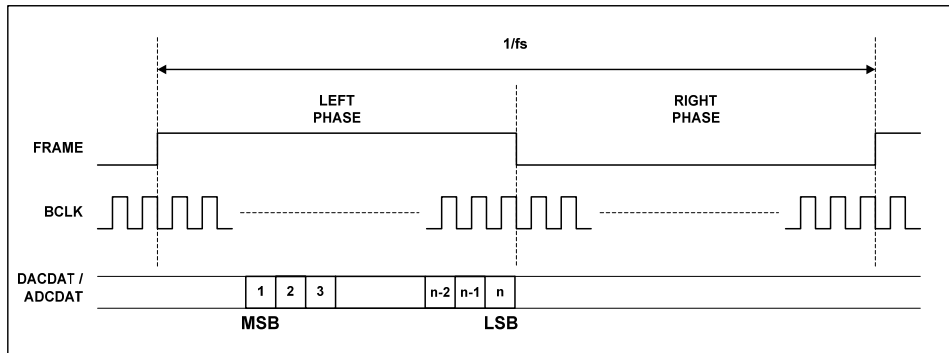 1/fs
LEFT
PHASE
RIGHT
PHASE
FRAME
BCLK
DACDAT /
ADCDAT
1 2 3 n-2 n-1 n
MSB LSB